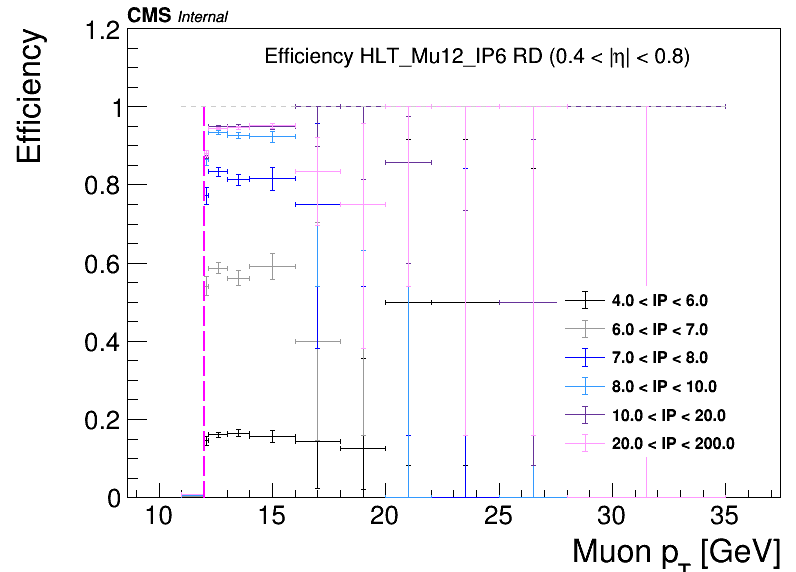 CMS Internal
Efficiency HLT_Mu12_IP6 RD (0.4 < |η| < 0.8)
Efficiency
1.2
1
0.8
0.6
0.4
0.2
0
4.0 < IP < 6.0
6.0 < IP < 7.0
7.0 < IP < 8.0
8.0 < IP < 10.0
10.0 < IP < 20.0
20.0 < IP < 200.0
10 15 20 25 30 35
Muon p_T [GeV]